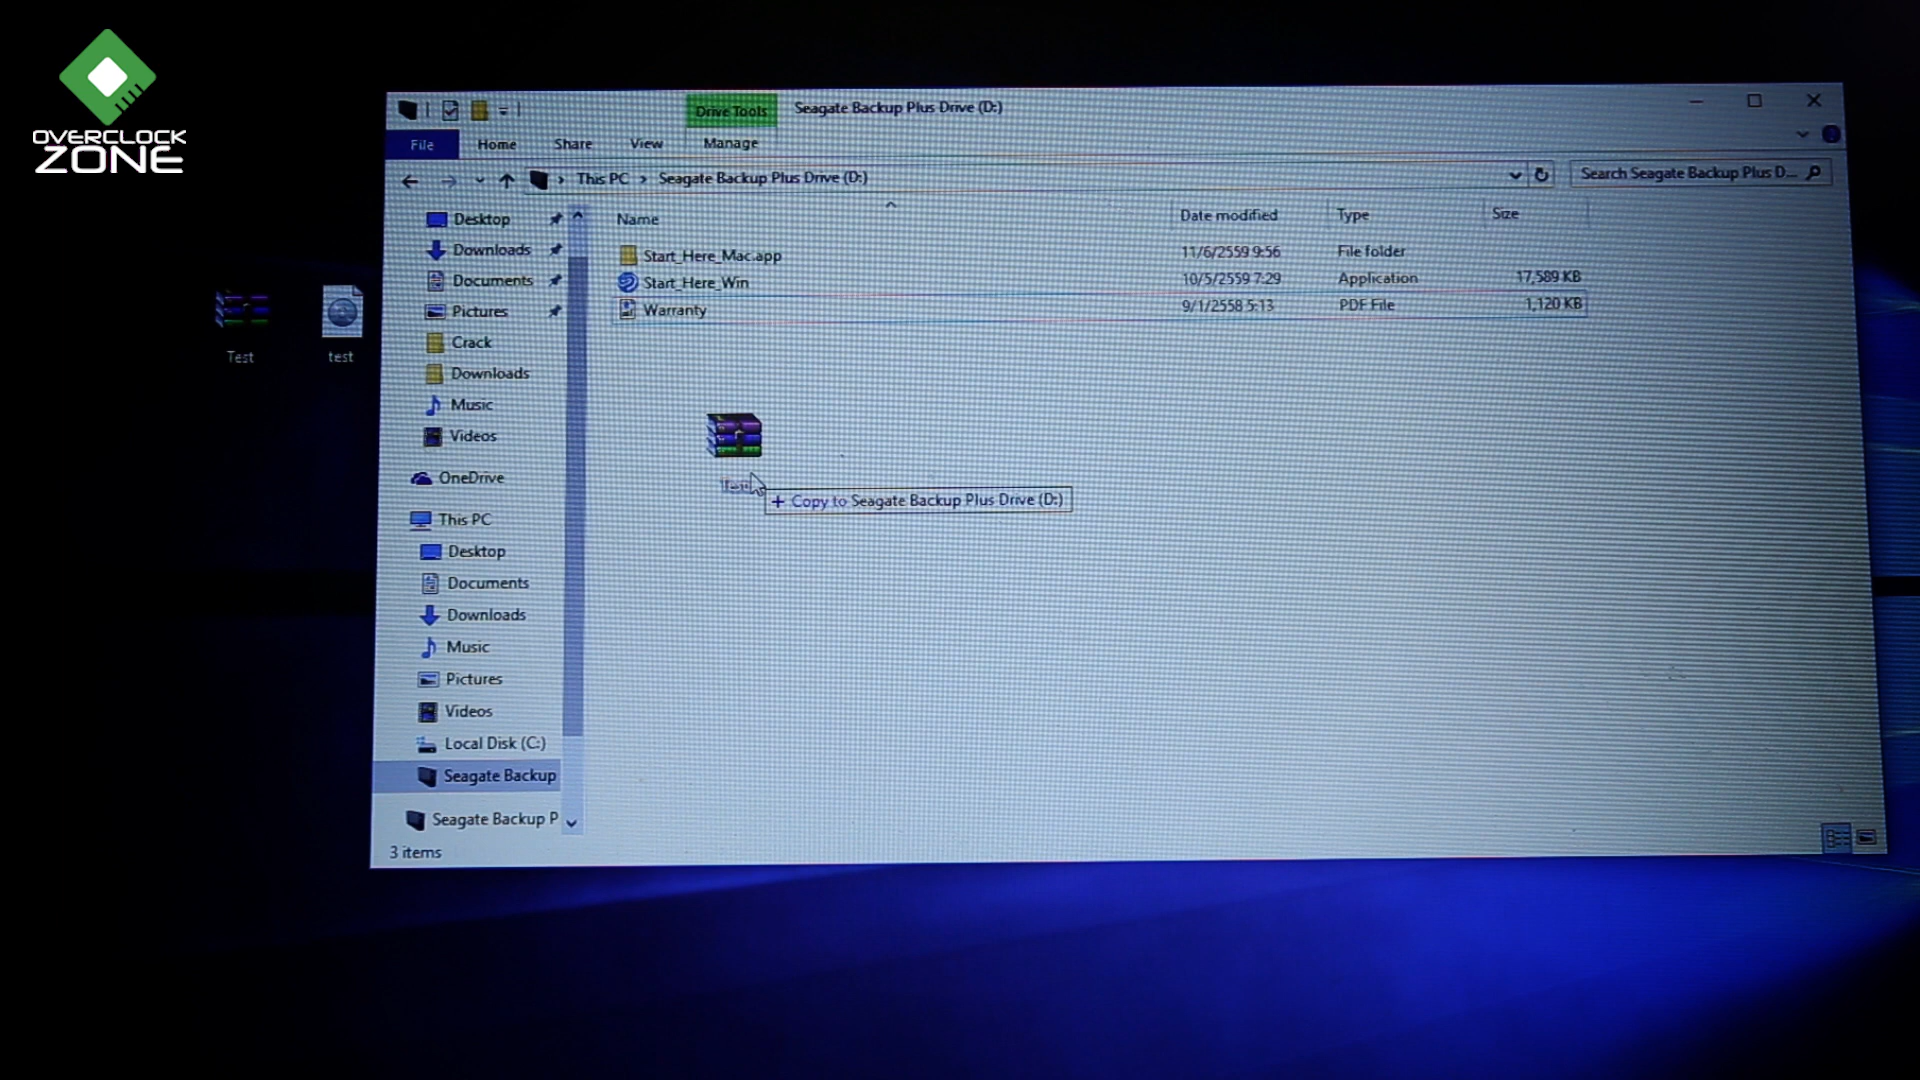 OVERCLOCK
ZONE
Drive Tools
Seagate Backup Plus Drive (D:)
File
Home
Share
View
Manage
This PC
Seagate Backup Plus Drive (D:)
Search Seagate Backup Plus D...
Name
Date modified
Type
Size
Start_Here_Mac.app
11/6/2559 9:56
File folder
Start_Here_Win
10/5/2559 7:29
Application
17,589 KB
Warranty
9/1/2558 5:13
PDF File
1,120 KB
Desktop
Downloads
Documents
Pictures
Crack
Downloads
Music
Videos
OneDrive
This PC
Desktop
Documents
Downloads
Music
Pictures
Videos
Local Disk (C:)
Seagate Backup
Seagate Backup P
3 items
Test
test
Test
+ Copy to Seagate Backup Plus Drive (D:)